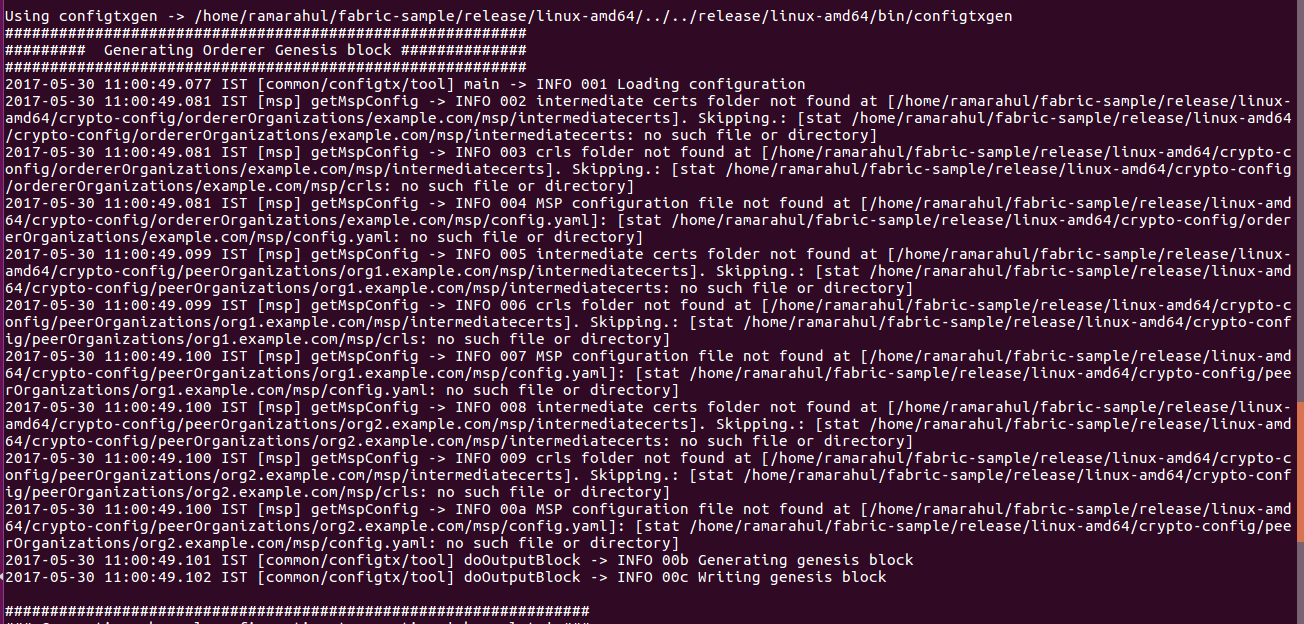 Using configtxgen -> /home/ramarahul/fabric-sample/release/linux-amd64/../../release/linux-amd64/bin/configtxgen
##########################################################
#########  Generating Orderer Genesis block ##############
##########################################################
2017-05-30 11:00:49.077 IST [common/configtx/tool] main -> INFO 001 Loading configuration
2017-05-30 11:00:49.081 IST [msp] getMspConfig -> INFO 002 intermediate certs folder not found at [/home/ramarahul/fabric-sample/release/linux-
amd64/crypto-config/ordererOrganizations/example.com/msp/intermediatecerts]. Skipping.: [stat /home/ramarahul/fabric-sample/release/linux-amd64
/crypto-config/ordererOrganizations/example.com/msp/intermediatecerts: no such file or directory]
2017-05-30 11:00:49.081 IST [msp] getMspConfig -> INFO 003 crls folder not found at [/home/ramarahul/fabric-sample/release/linux-amd64/crypto-c
onfig/ordererOrganizations/example.com/msp/intermediatecerts]. Skipping.: [stat /home/ramarahul/fabric-sample/release/linux-amd64/crypto-config
/ordererOrganizations/example.com/msp/crls: no such file or directory]
2017-05-30 11:00:49.081 IST [msp] getMspConfig -> INFO 004 MSP configuration file not found at [/home/ramarahul/fabric-sample/release/linux-amd
64/crypto-config/ordererOrganizations/example.com/msp/config.yaml]: [stat /home/ramarahul/fabric-sample/release/linux-amd64/crypto-config/order
erOrganizations/example.com/msp/config.yaml: no such file or directory]
2017-05-30 11:00:49.099 IST [msp] getMspConfig -> INFO 005 intermediate certs folder not found at [/home/ramarahul/fabric-sample/release/linux-
amd64/crypto-config/peerOrganizations/org1.example.com/msp/intermediatecerts]. Skipping.: [stat /home/ramarahul/fabric-sample/release/linux-amd
64/crypto-config/peerOrganizations/org1.example.com/msp/intermediatecerts: no such file or directory]
2017-05-30 11:00:49.099 IST [msp] getMspConfig -> INFO 006 crls folder not found at [/home/ramarahul/fabric-sample/release/linux-amd64/crypto-c
onfig/peerOrganizations/org1.example.com/msp/intermediatecerts]. Skipping.: [stat /home/ramarahul/fabric-sample/release/linux-amd64/crypto-conf
ig/peerOrganizations/org1.example.com/msp/crls: no such file or directory]
2017-05-30 11:00:49.100 IST [msp] getMspConfig -> INFO 007 MSP configuration file not found at [/home/ramarahul/fabric-sample/release/linux-amd
64/crypto-config/peerOrganizations/org1.example.com/msp/config.yaml]: [stat /home/ramarahul/fabric-sample/release/linux-amd64/crypto-config/pee
rOrganizations/org1.example.com/msp/config.yaml: no such file or directory]
2017-05-30 11:00:49.100 IST [msp] getMspConfig -> INFO 008 intermediate certs folder not found at [/home/ramarahul/fabric-sample/release/linux-
amd64/crypto-config/peerOrganizations/org2.example.com/msp/intermediatecerts]. Skipping.: [stat /home/ramarahul/fabric-sample/release/linux-amd
64/crypto-config/peerOrganizations/org2.example.com/msp/intermediatecerts: no such file or directory]
2017-05-30 11:00:49.100 IST [msp] getMspConfig -> INFO 009 crls folder not found at [/home/ramarahul/fabric-sample/release/linux-amd64/crypto-c
onfig/peerOrganizations/org2.example.com/msp/intermediatecerts]. Skipping.: [stat /home/ramarahul/fabric-sample/release/linux-amd64/crypto-conf
ig/peerOrganizations/org2.example.com/msp/crls: no such file or directory]
2017-05-30 11:00:49.100 IST [msp] getMspConfig -> INFO 00a MSP configuration file not found at [/home/ramarahul/fabric-sample/release/linux-amd
64/crypto-config/peerOrganizations/org2.example.com/msp/config.yaml]: [stat /home/ramarahul/fabric-sample/release/linux-amd64/crypto-config/pee
rOrganizations/org2.example.com/msp/config.yaml: no such file or directory]
2017-05-30 11:00:49.101 IST [common/configtx/tool] doOutputBlock -> INFO 00b Generating genesis block
2017-05-30 11:00:49.102 IST [common/configtx/tool] doOutputBlock -> INFO 00c Writing genesis block
#################################################################